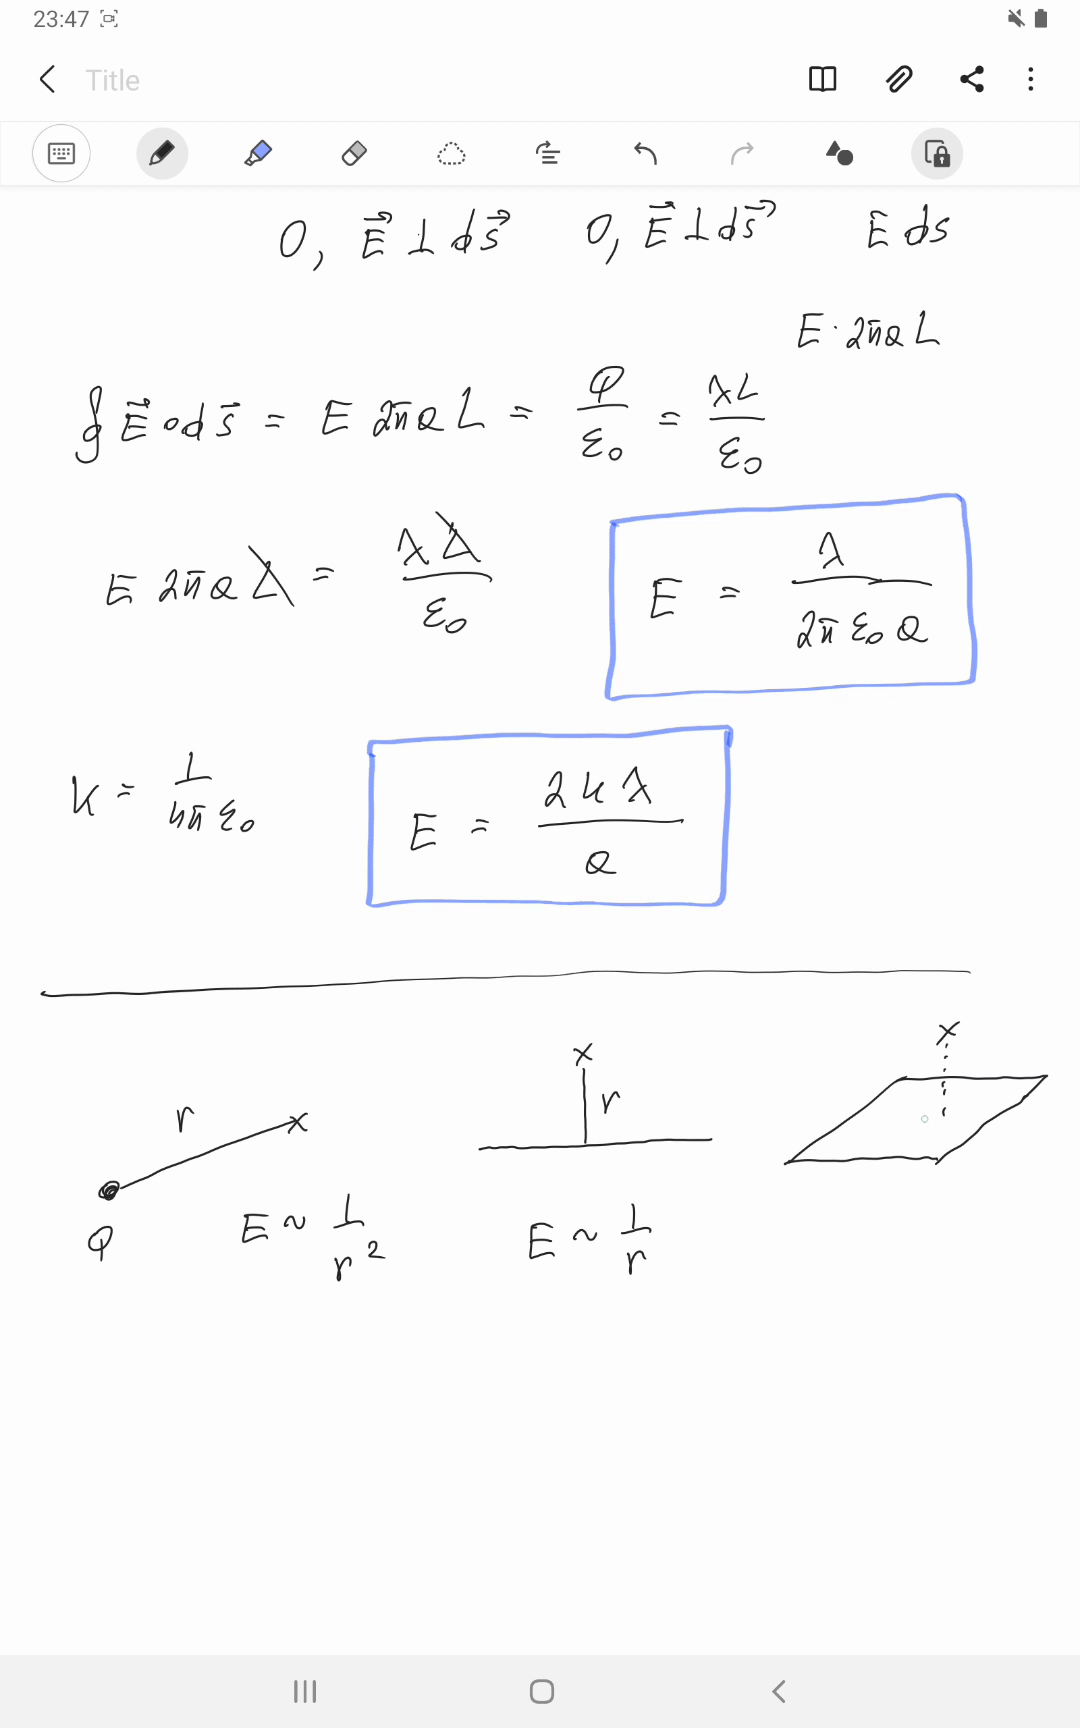 23:47
Title
0, E⃗ ⊥ ds⃗ 0, E⃗ ⊥ ds⃗ E ds
E · 2πa L
∮ E⃗ ∘ ds⃗ = E 2πa L = Q/ε₀ = λL/ε₀
E 2πa L = λL/ε₀ E = λ/(2π ε₀ a)
k = 1/(4π ε₀) E = 2kλ/a
x
r x x r
Q E ~ 1/r² E ~ 1/r